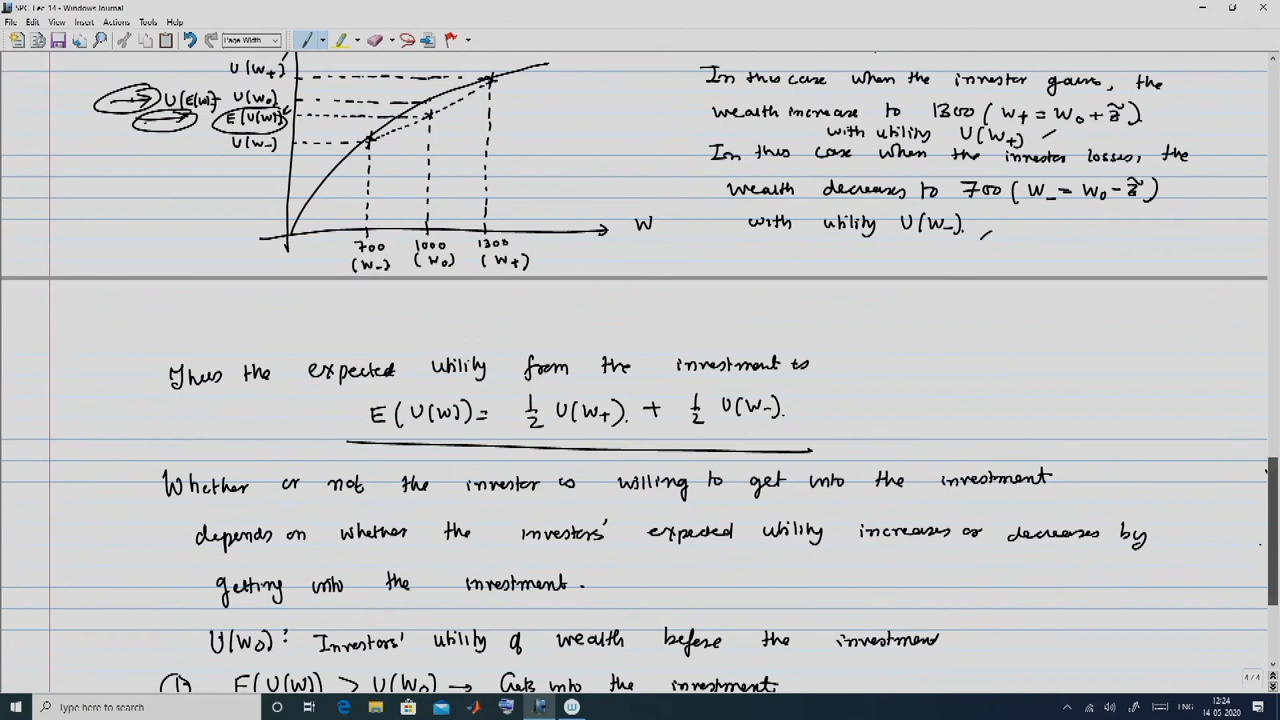 SPC Lec 14 - Windows Journal
File Edit View Insert Actions Tools Help
Page Width
U(W+)
U(E(W)) - U(W0)
E(U(W))
U(W-)
700 1000 1300
(W-) (W0) (W+)
W
In this case when the investor gains, the
wealth increase to 1300 (W+ = W0 + z̃).
with utility U(W+)
In this case when the investor losses, the
wealth decreases to 700 (W- = W0 - z̃)
with utility U(W-).
Thus the expected utility from the investment is
E(U(W)) = 1/2 U(W+). + 1/2 U(W-).
Whether or not the investor is willing to get into the investment
depends on whether the investors' expected utility increases or decreases by
getting into the investment.
U(W0): Investors' utility of wealth before the investment
(1) E(U(W)) > U(W0) → Gets into the investment.
4/4
Type here to search
ENG
12:24
14-05-2020